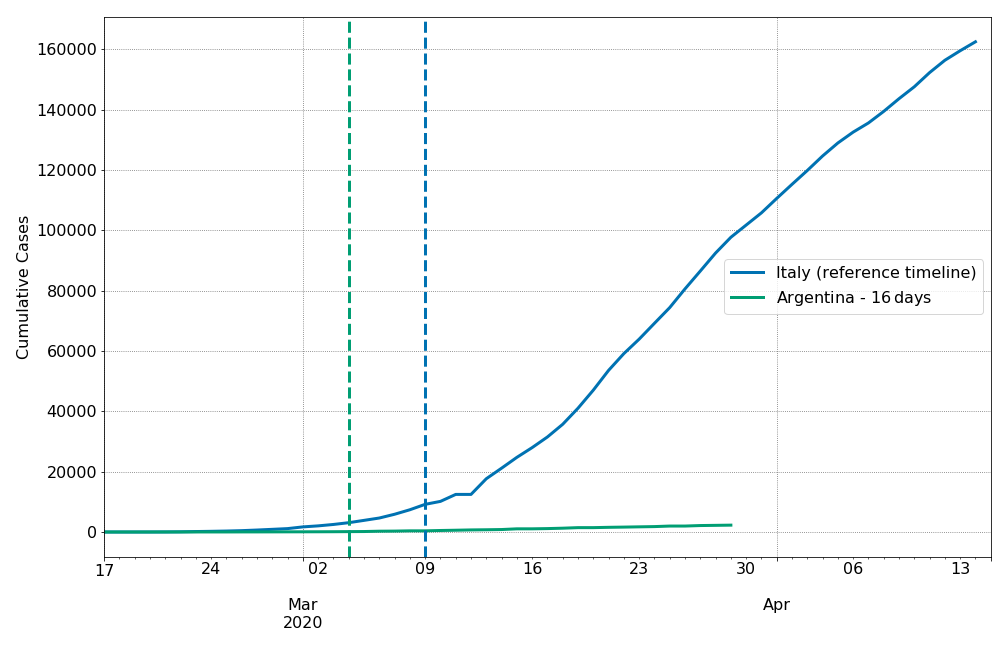 Cumulative Cases
160000
140000
120000
100000
80000
60000
40000
20000
0
Italy (reference timeline)
Argentina - 16 days
17 24 02 09 16 23 30 06 13
Mar Apr
2020